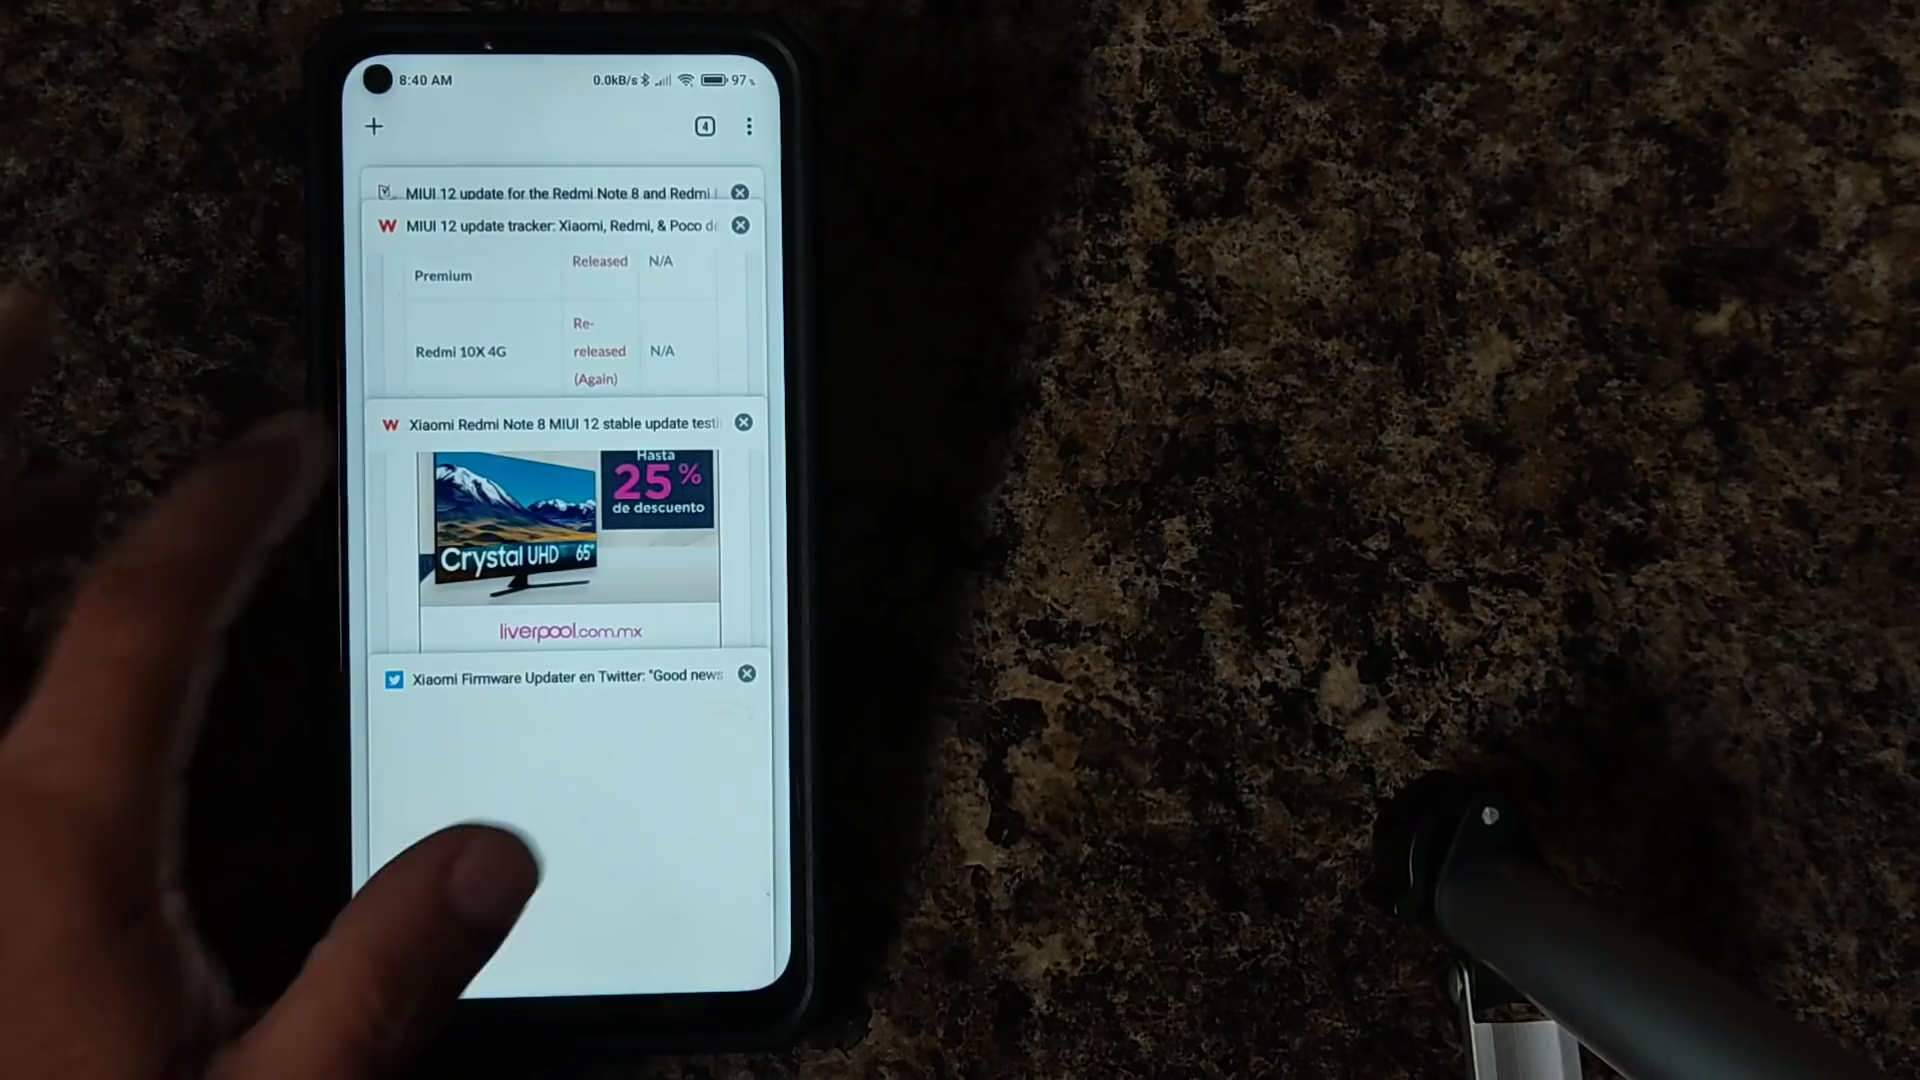 8:40 AM 0.0kB/s 97
4
MIUI 12 update for the Redmi Note 8 and Redmi
MIUI 12 update tracker: Xiaomi, Redmi, & Poco de
Premium Released N/A
Redmi 10X 4G Re-
released N/A
(Again)
Xiaomi Redmi Note 8 MIUI 12 stable update testi
Hasta
25%
de descuento
Crystal UHD 65"
liverpool.com.mx
Xiaomi Firmware Updater en Twitter: "Good news